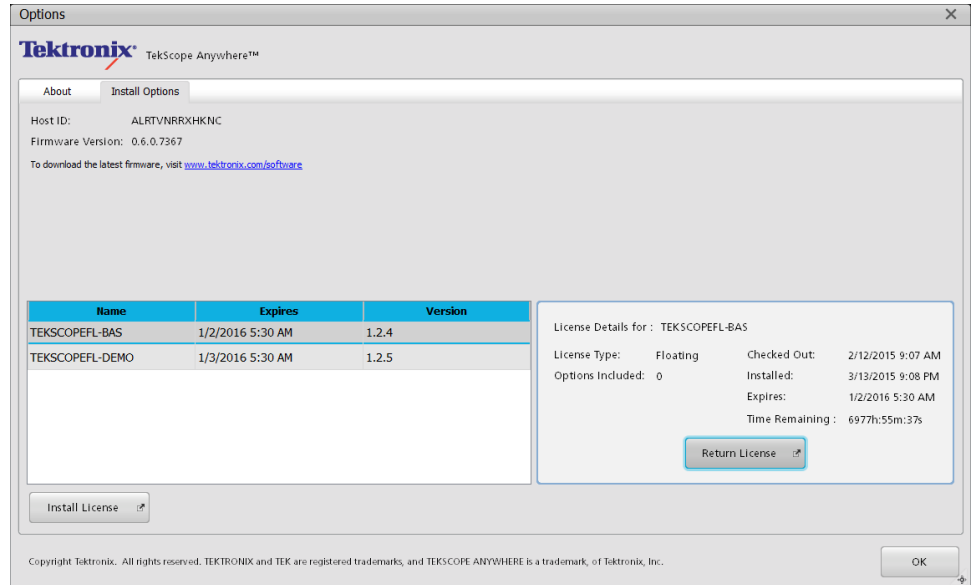 Options
Tektronix® TekScope Anywhere™
About Install Options
Host ID: ALRTVNRRXHKNC
Firmware Version: 0.6.0.7367
To download the latest firmware, visit www.tektronix.com/software
Name Expires Version
TEKSCOPEFL-BAS 1/2/2016 5:30 AM 1.2.4
TEKSCOPEFL-DEMO 1/3/2016 5:30 AM 1.2.5
License Details for : TEKSCOPEFL-BAS
License Type: Floating Checked Out: 2/12/2015 9:07 AM
Options Included: 0 Installed: 3/13/2015 9:08 PM
Expires: 1/2/2016 5:30 AM
Time Remaining : 6977h:55m:37s
Return License
Install License
Copyright Tektronix. All rights reserved. TEKTRONIX and TEK are registered trademarks, and TEKSCOPE ANYWHERE is a trademark, of Tektronix, Inc.
OK